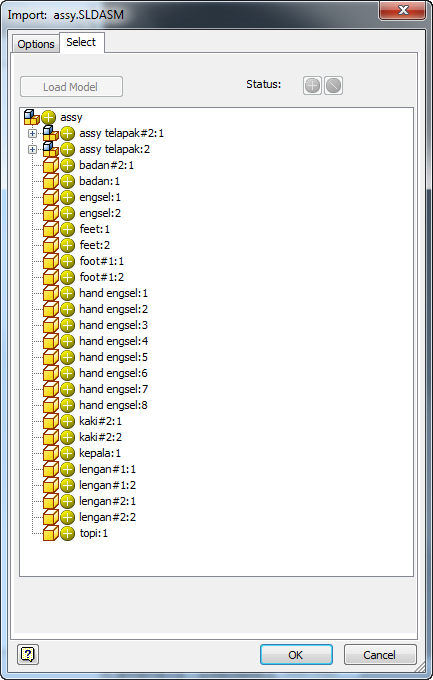 Import: assy.SLDASM
Options Select
Load Model Status:
assy
assy telapak#2:1
assy telapak:2
badan#2:1
badan:1
engsel:1
engsel:2
feet:1
feet:2
foot#1:1
foot#1:2
hand engsel:1
hand engsel:2
hand engsel:3
hand engsel:4
hand engsel:5
hand engsel:6
hand engsel:7
hand engsel:8
kaki#2:1
kaki#2:2
kepala:1
lengan#1:1
lengan#1:2
lengan#2:1
lengan#2:2
topi:1
OK Cancel